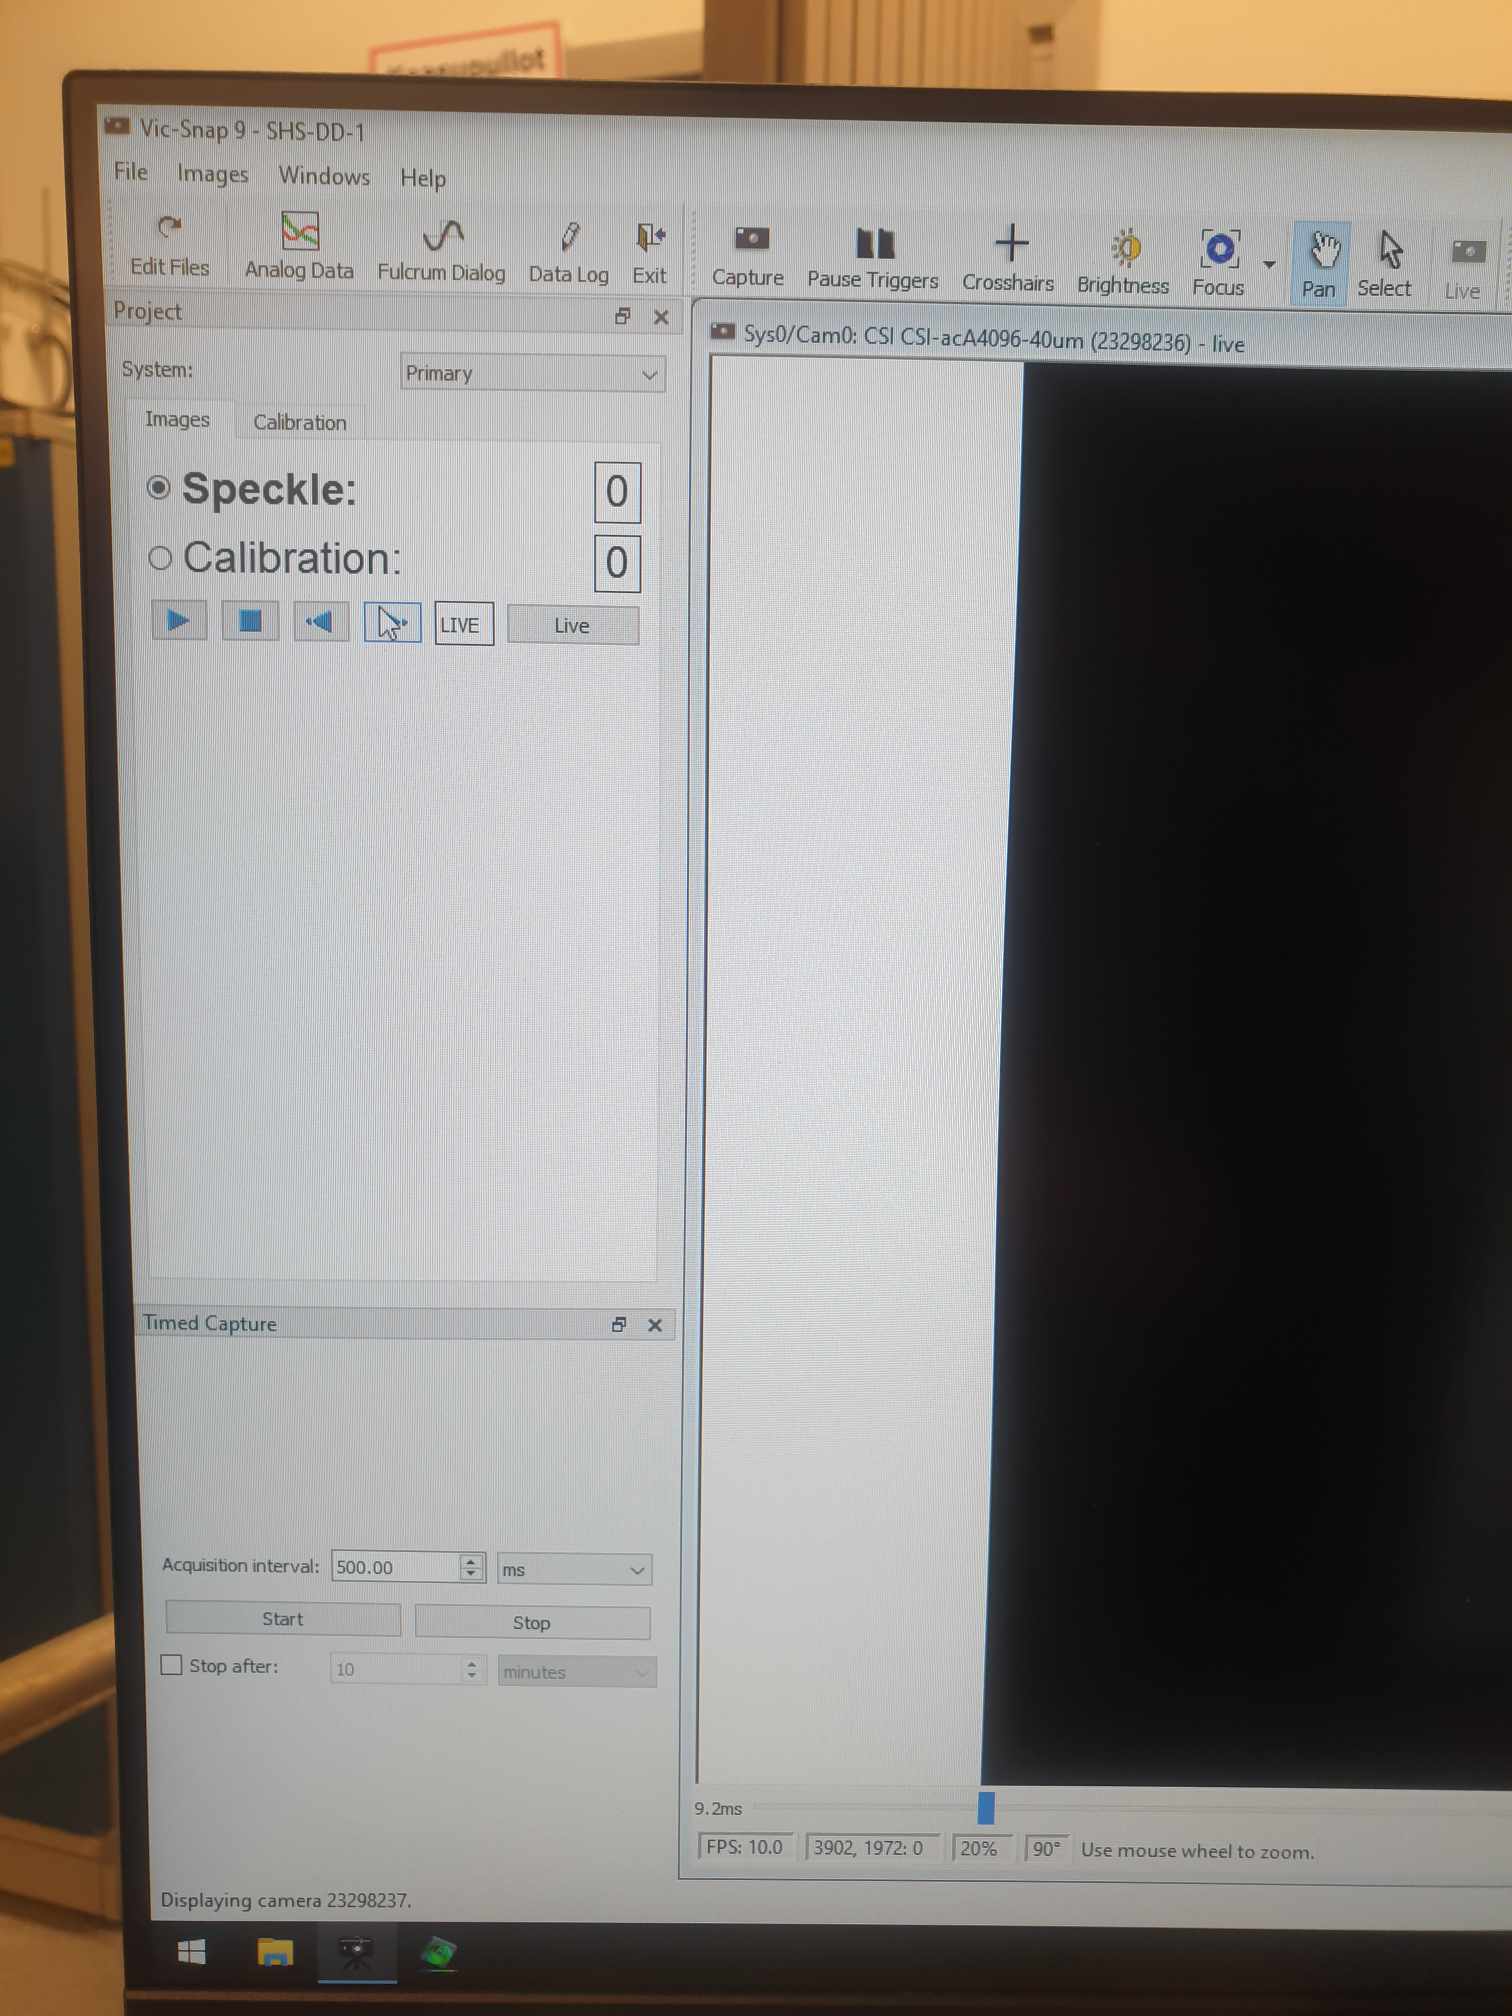 Vic-Snap 9 - SHS-DD-1
File Images Windows Help
Edit Files Analog Data Fulcrum Dialog Data Log Exit Capture Pause Triggers Crosshairs Brightness Focus Pan Select Live
Project
Sys0/Cam0: CSI CSI-acA4096-40um (23298236) - live
System: Primary
Images Calibration
Speckle: 0
Calibration: 0
LIVE Live
Timed Capture
Acquisition interval: 500.00 ms
Start Stop
Stop after: 10 minutes
9.2ms
FPS: 10.0 3902, 1972: 0 20% 90° Use mouse wheel to zoom.
Displaying camera 23298237.